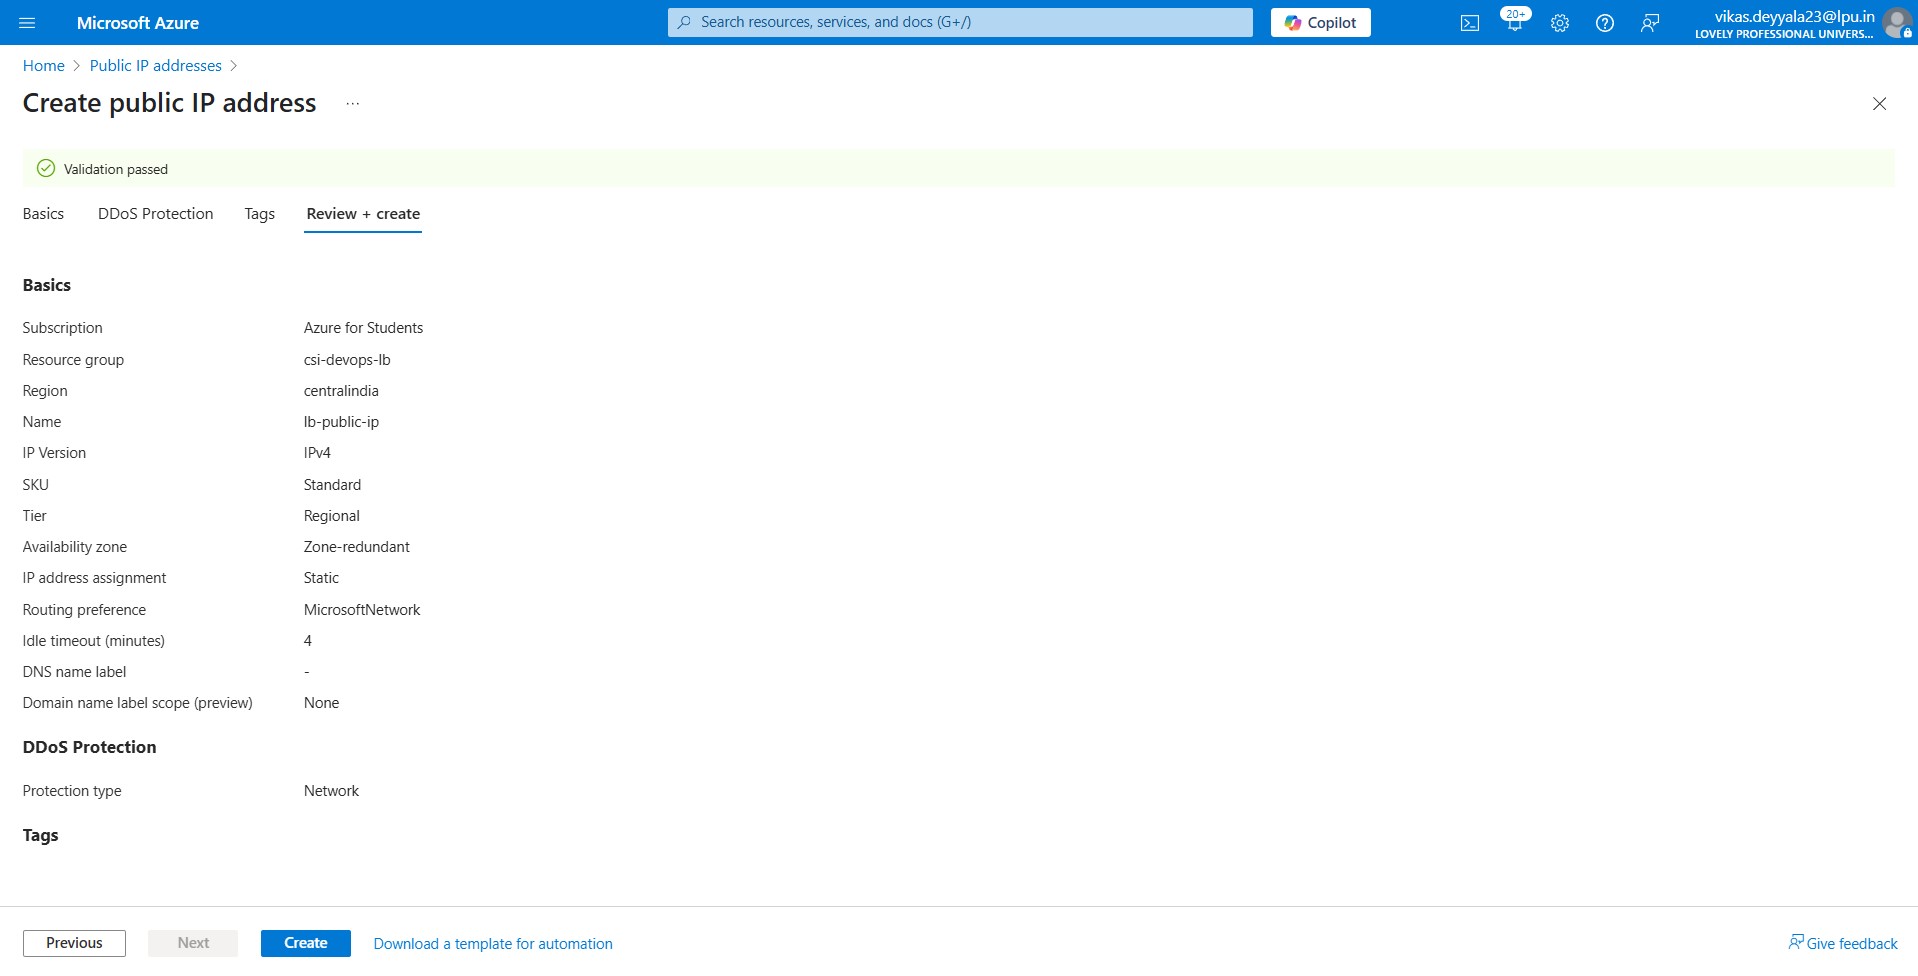 Microsoft Azure
Search resources, services, and docs (G+/)
Copilot
20+
vikas.deyyala23@lpu.in
LOVELY PROFESSIONAL UNIVERS...
Home > Public IP addresses >
Create public IP address ...
Validation passed
Basics DDoS Protection Tags Review + create
Basics
Subscription Azure for Students
Resource group csi-devops-lb
Region centralindia
Name lb-public-ip
IP Version IPv4
SKU Standard
Tier Regional
Availability zone Zone-redundant
IP address assignment Static
Routing preference MicrosoftNetwork
Idle timeout (minutes) 4
DNS name label -
Domain name label scope (preview) None
DDoS Protection
Protection type Network
Tags
Previous Next Create Download a template for automation Give feedback